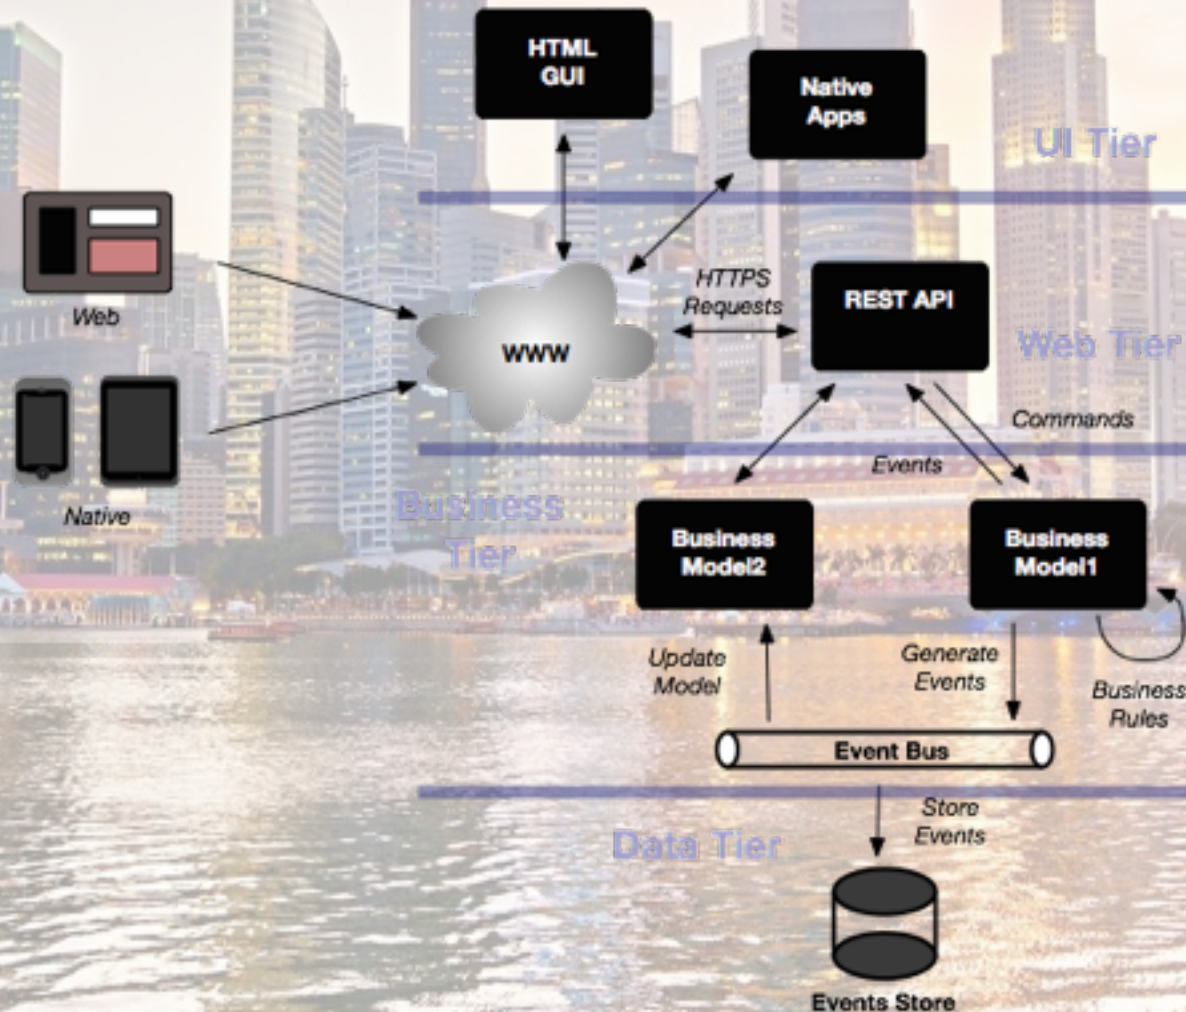 HTML
GUI
Native
Apps
UI Tier
Web
HTTPS
Requests
REST API
WWW
Web Tier
Native
Commands
Events
Business
Tier
Business
Model2
Business
Model1
Update
Model
Generate
Events
Business
Rules
Event Bus
Store
Events
Data Tier
Events Store